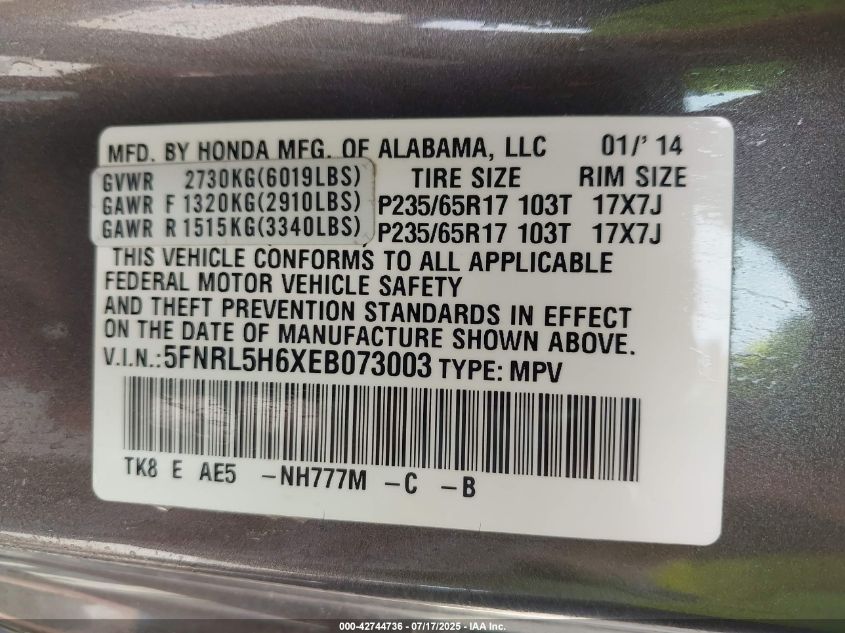 MFD. BY HONDA MFG. OF ALABAMA, LLC 01/' 14
GVWR 2730KG(6019LBS) TIRE SIZE RIM SIZE
GAWR F 1320KG(2910LBS) P235/65R17 103T 17X7J
GAWR R 1515KG(3340LBS) P235/65R17 103T 17X7J
THIS VEHICLE CONFORMS TO ALL APPLICABLE
FEDERAL MOTOR VEHICLE SAFETY
AND THEFT PREVENTION STANDARDS IN EFFECT
ON THE DATE OF MANUFACTURE SHOWN ABOVE.
V.I.N.: 5FNRL5H6XEB073003 TYPE: MPV
TK8 E AE5 -NH777M -C -B
000-42744736 - 07/17/2025 - IAA Inc.